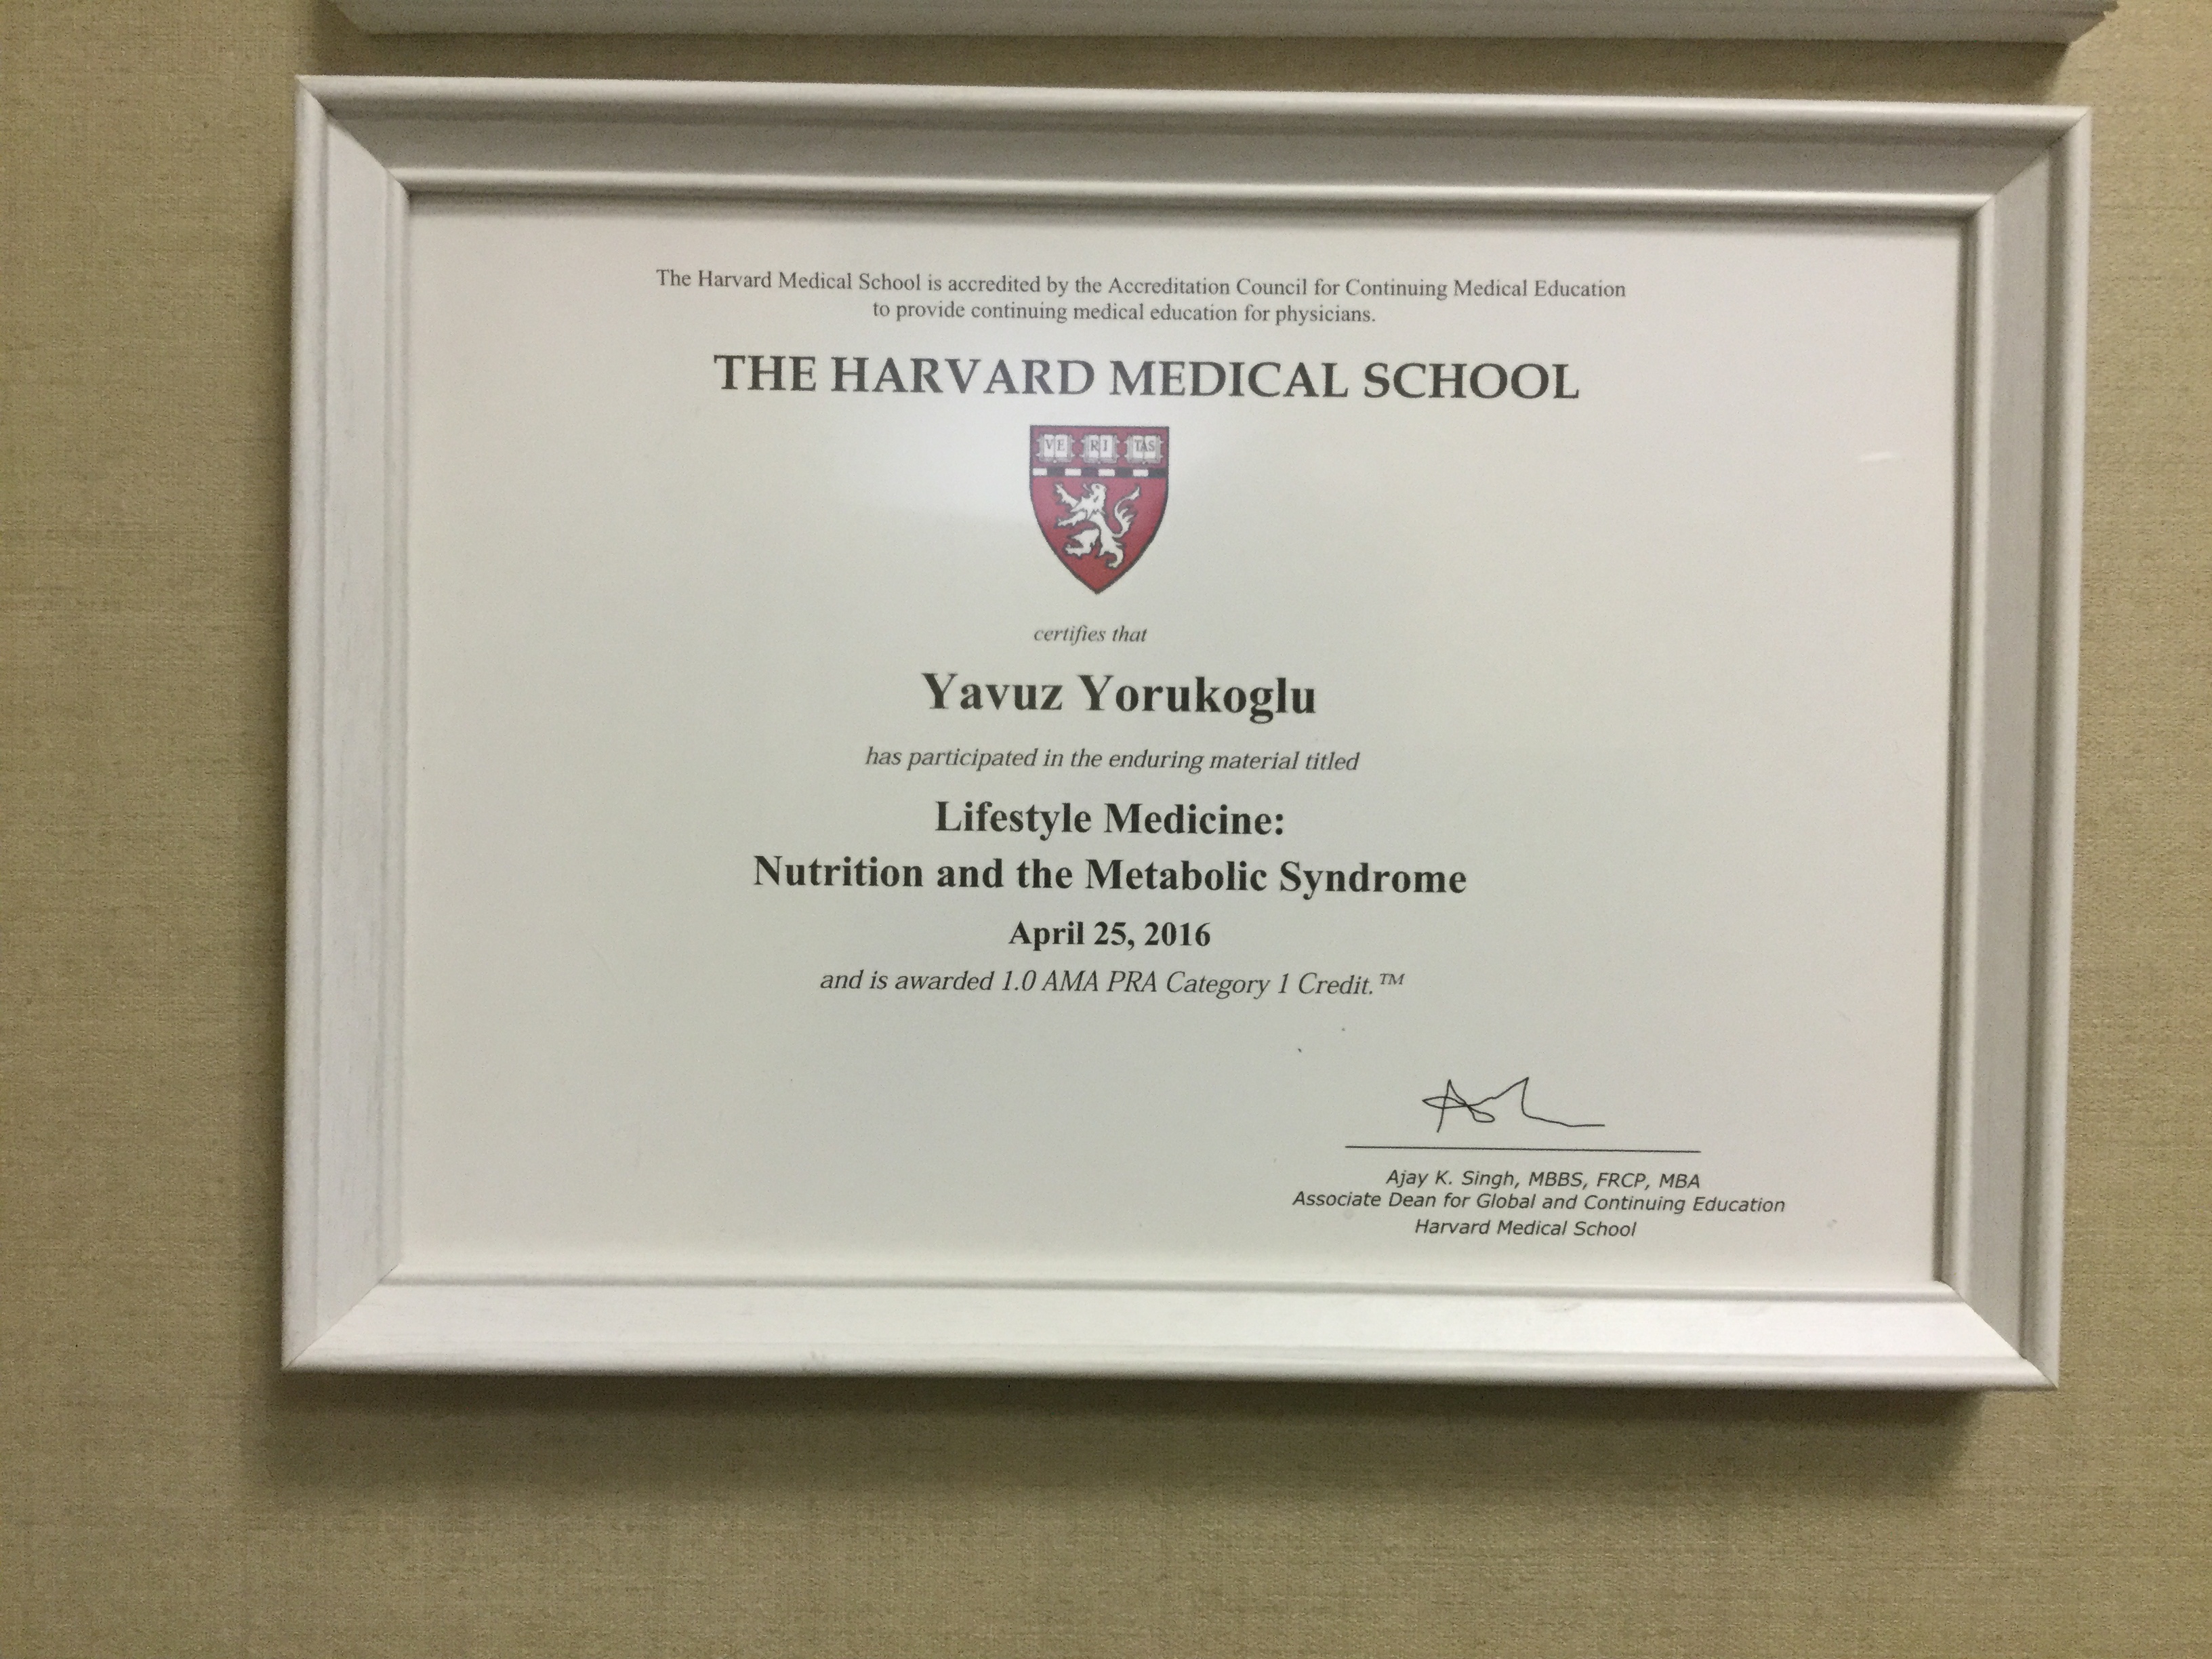 The Harvard Medical School is accredited by the Accreditation Council for Continuing Medical Education
to provide continuing medical education for physicians.
THE HARVARD MEDICAL SCHOOL
VE RI TAS
certifies that
Yavuz Yorukoglu
has participated in the enduring material titled
Lifestyle Medicine:
Nutrition and the Metabolic Syndrome
April 25, 2016
and is awarded 1.0 AMA PRA Category 1 Credit.™
Ajay K. Singh, MBBS, FRCP, MBA
Associate Dean for Global and Continuing Education
Harvard Medical School